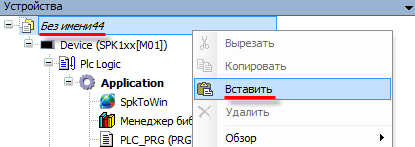 Устройства
Без имени44
Device (SPK1xx[M01])
Plc Logic
Application
SpkToWin
Менеджер биб
PLC_PRG (PRG
Вырезать
Копировать
Вставить
Удалить
Обзор